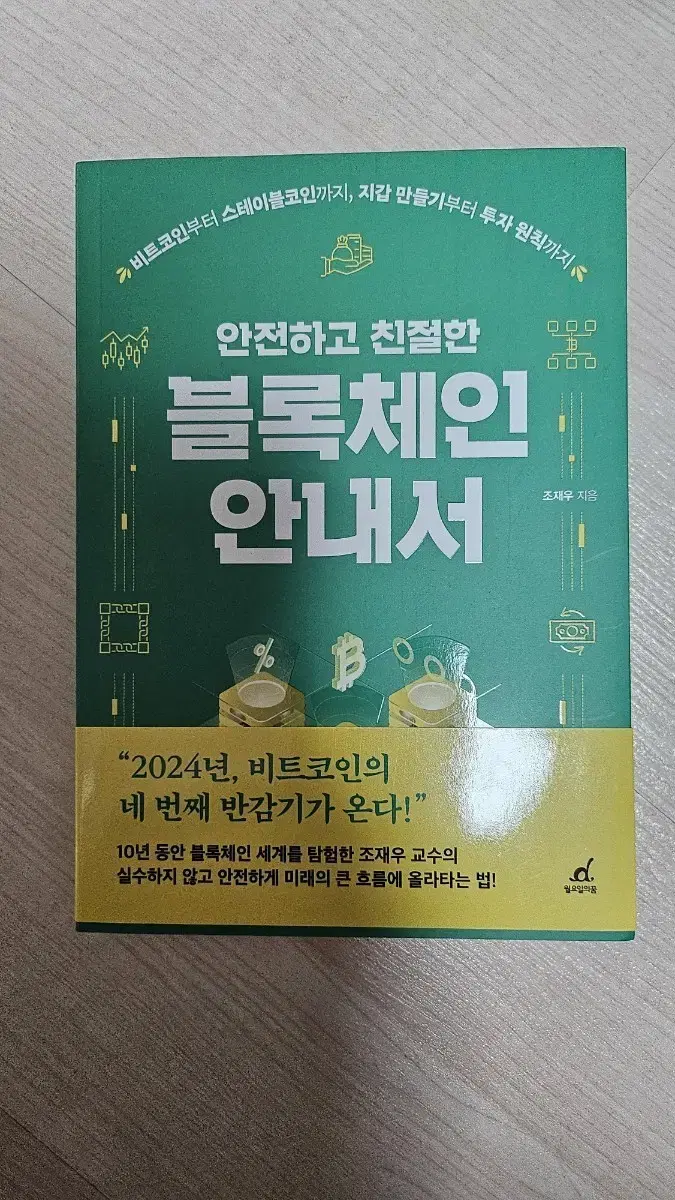 비트코인부터 스테이블코인까지, 지갑 만들기부터 투자 원칙까지
안전하고 친절한
블록체인
안내서
조재우 지음
“2024년, 비트코인의
네 번째 반감기가 온다!”
10년 동안 블록체인 세계를 탐험한 조재우 교수의
실수하지 않고 안전하게 미래의 큰 흐름에 올라타는 법!
월요일의꿈